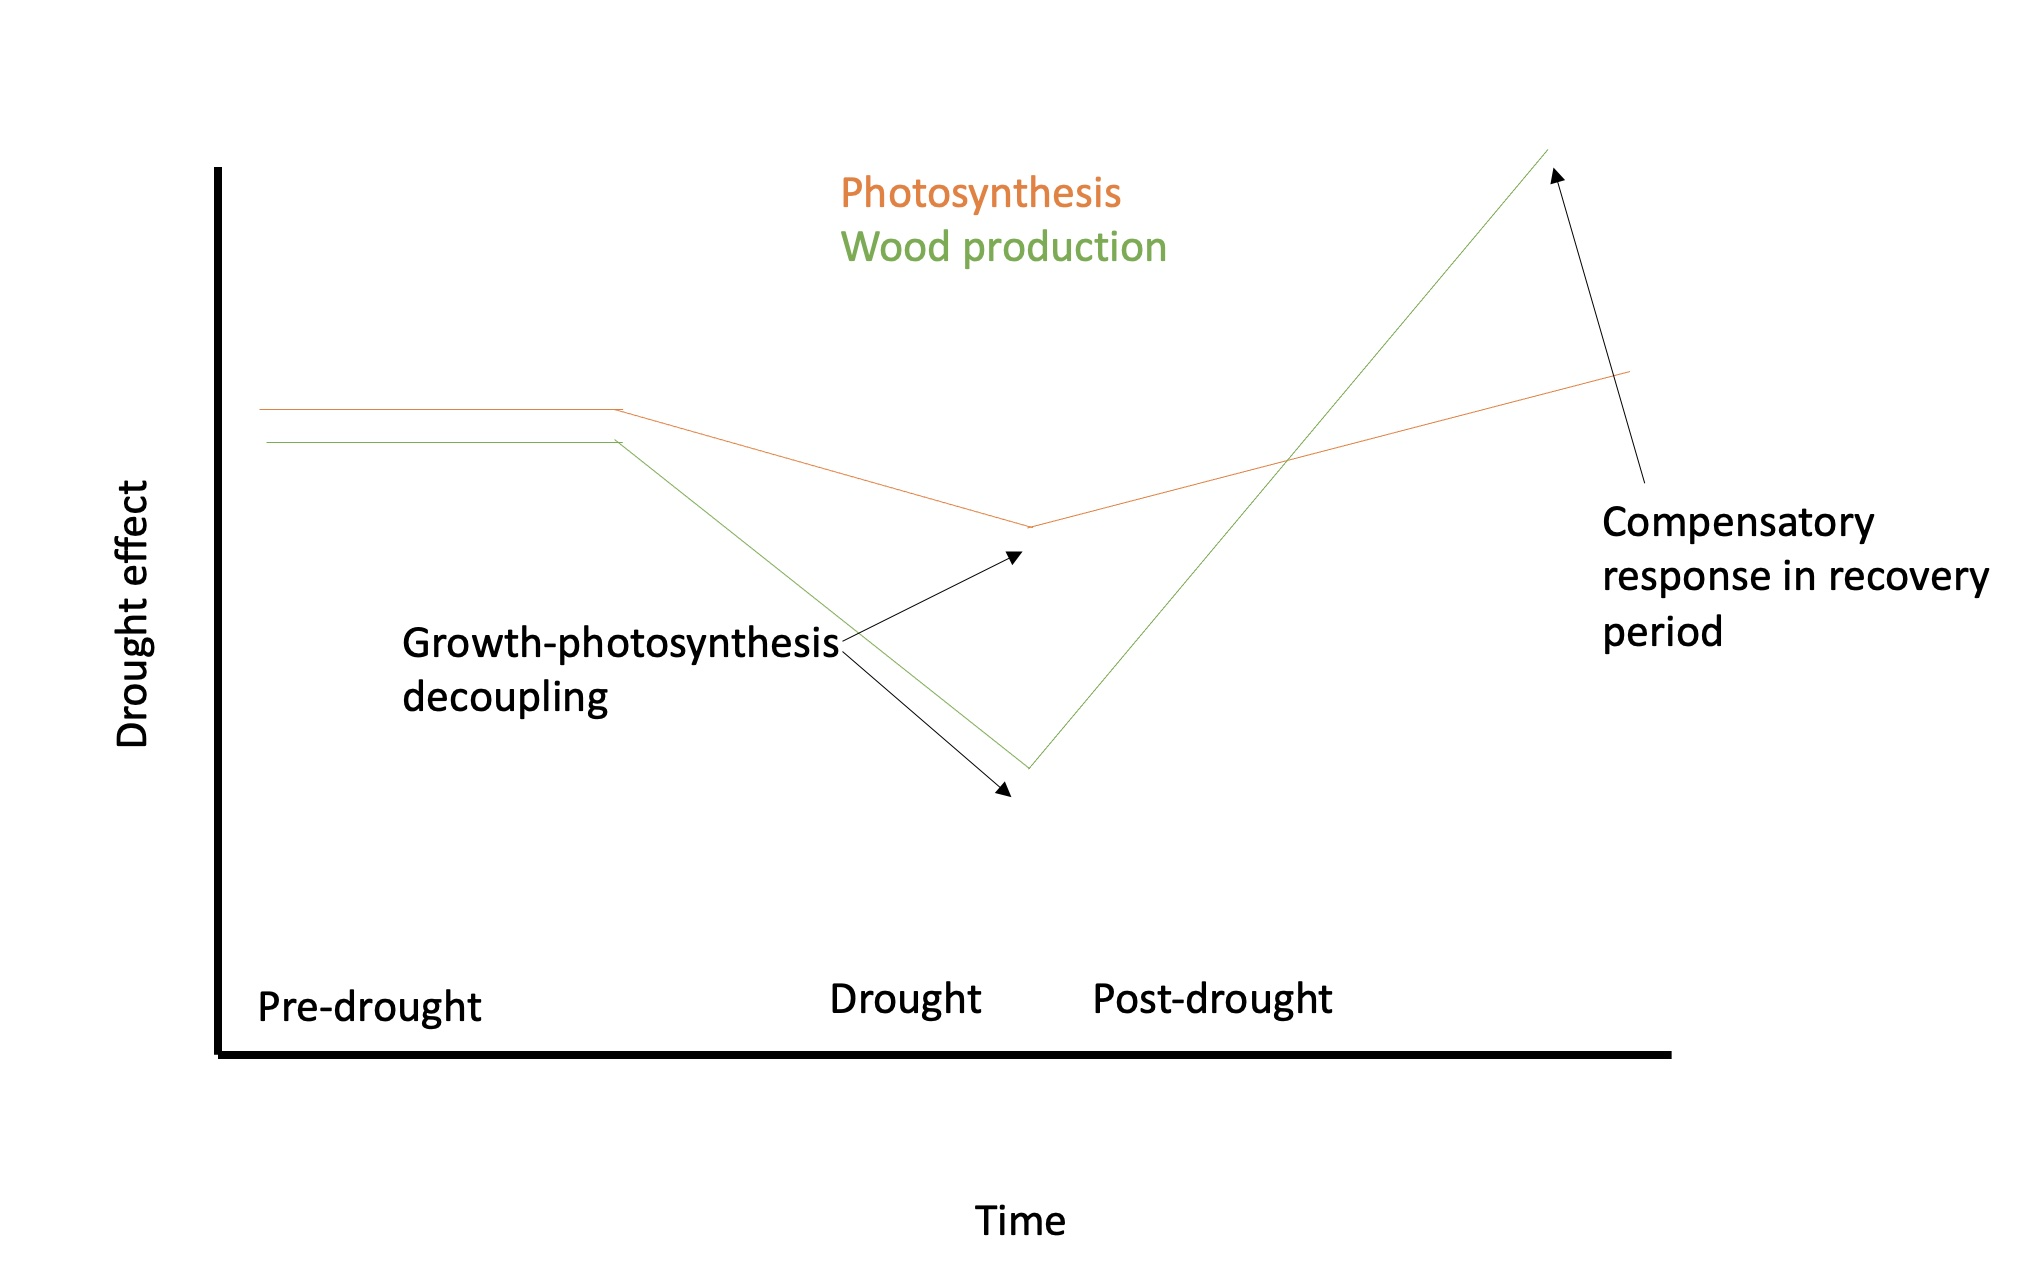 Photosynthesis
Wood production
Drought effect
Growth-photosynthesis
decoupling
Compensatory
response in recovery
period
Pre-drought
Drought
Post-drought
Time